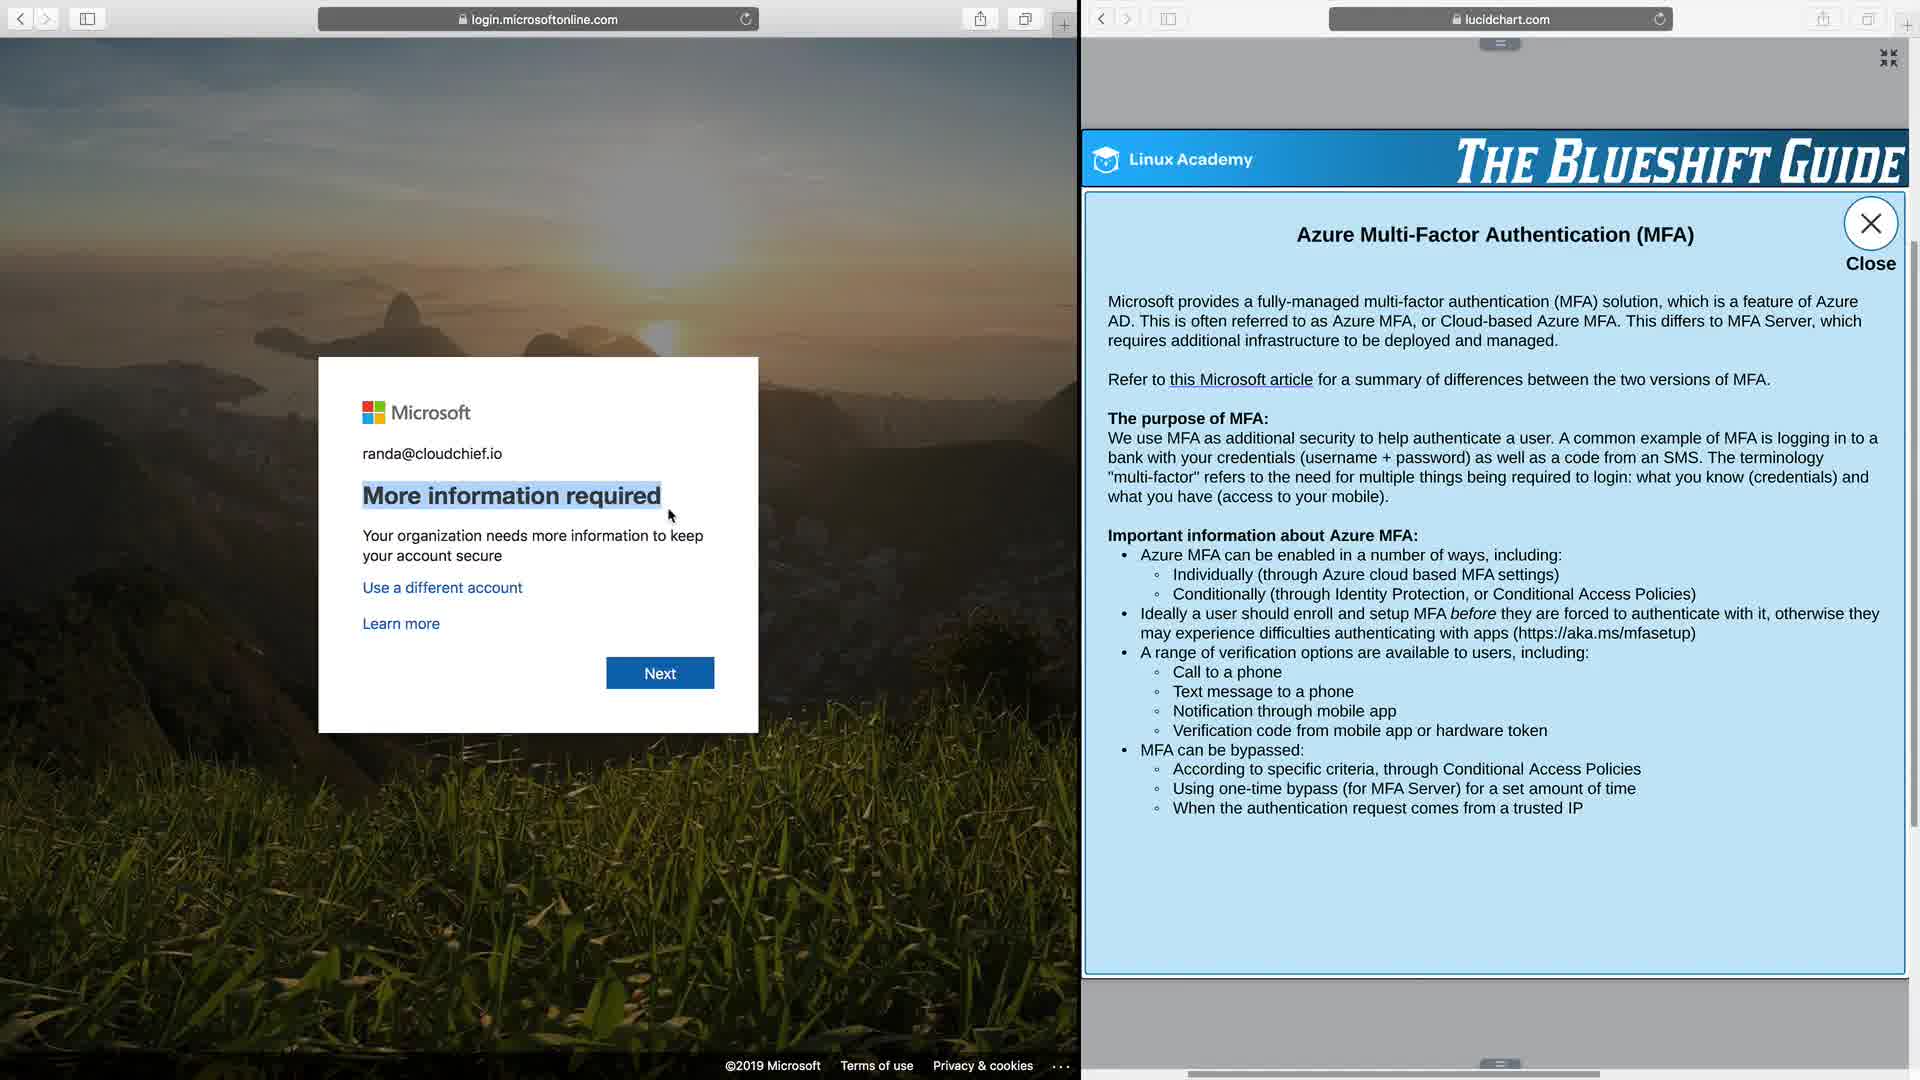 login.microsoftonline.com
Microsoft
randa@cloudchief.io
More information required
Your organization needs more information to keep
your account secure
Use a different account
Learn more
Next
©2019 Microsoft Terms of use Privacy & cookies ...
lucidchart.com
Linux Academy
THE BLUESHIFT GUIDE
Azure Multi-Factor Authentication (MFA)
Close
Microsoft provides a fully-managed multi-factor authentication (MFA) solution, which is a feature of Azure
AD. This is often referred to as Azure MFA, or Cloud-based Azure MFA. This differs to MFA Server, which
requires additional infrastructure to be deployed and managed.
Refer to this Microsoft article for a summary of differences between the two versions of MFA.
The purpose of MFA:
We use MFA as additional security to help authenticate a user. A common example of MFA is logging in to a
bank with your credentials (username + password) as well as a code from an SMS. The terminology
"multi-factor" refers to the need for multiple things being required to login: what you know (credentials) and
what you have (access to your mobile).
Important information about Azure MFA:
• Azure MFA can be enabled in a number of ways, including:
◦ Individually (through Azure cloud based MFA settings)
◦ Conditionally (through Identity Protection, or Conditional Access Policies)
• Ideally a user should enroll and setup MFA before they are forced to authenticate with it, otherwise they
may experience difficulties authenticating with apps (https://aka.ms/mfasetup)
• A range of verification options are available to users, including:
◦ Call to a phone
◦ Text message to a phone
◦ Notification through mobile app
◦ Verification code from mobile app or hardware token
• MFA can be bypassed:
◦ According to specific criteria, through Conditional Access Policies
◦ Using one-time bypass (for MFA Server) for a set amount of time
◦ When the authentication request comes from a trusted IP